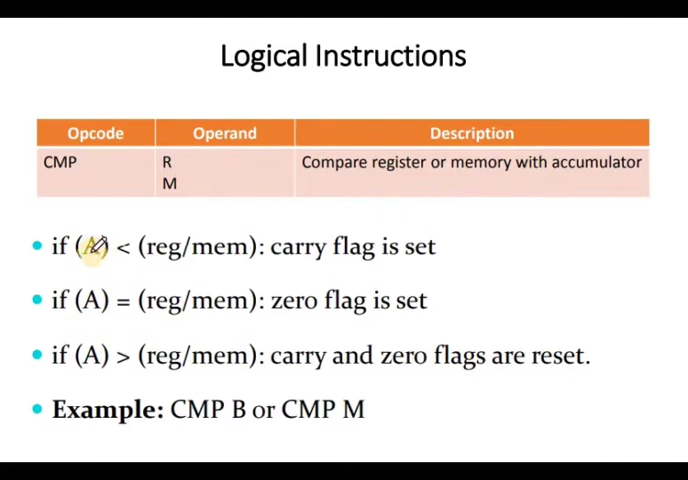 Logical Instructions
Opcode Operand Description
CMP R Compare register or memory with accumulator
M
• if (A) < (reg/mem): carry flag is set
• if (A) = (reg/mem): zero flag is set
• if (A) > (reg/mem): carry and zero flags are reset.
• Example: CMP B or CMP M